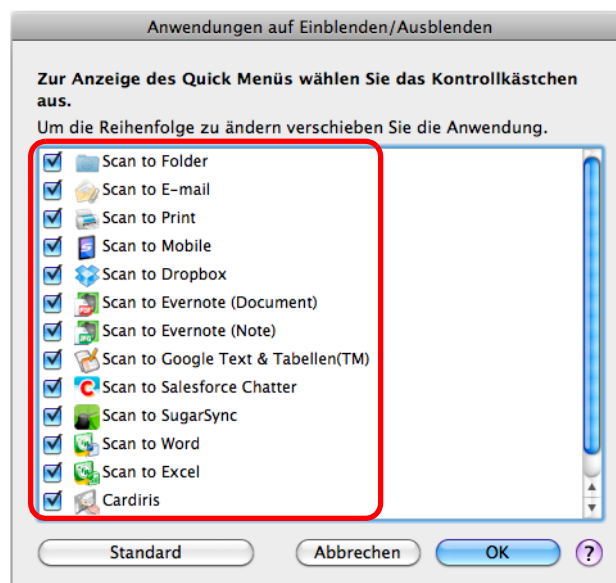 Anwendungen auf Einblenden/Ausblenden
Zur Anzeige des Quick Menüs wählen Sie das Kontrollkästchen
aus.
Um die Reihenfolge zu ändern verschieben Sie die Anwendung.
Scan to Folder
Scan to E-mail
Scan to Print
Scan to Mobile
Scan to Dropbox
Scan to Evernote (Document)
Scan to Evernote (Note)
Scan to Google Text & Tabellen(TM)
Scan to Salesforce Chatter
Scan to SugarSync
Scan to Word
Scan to Excel
Cardiris
Standard Abbrechen OK ?